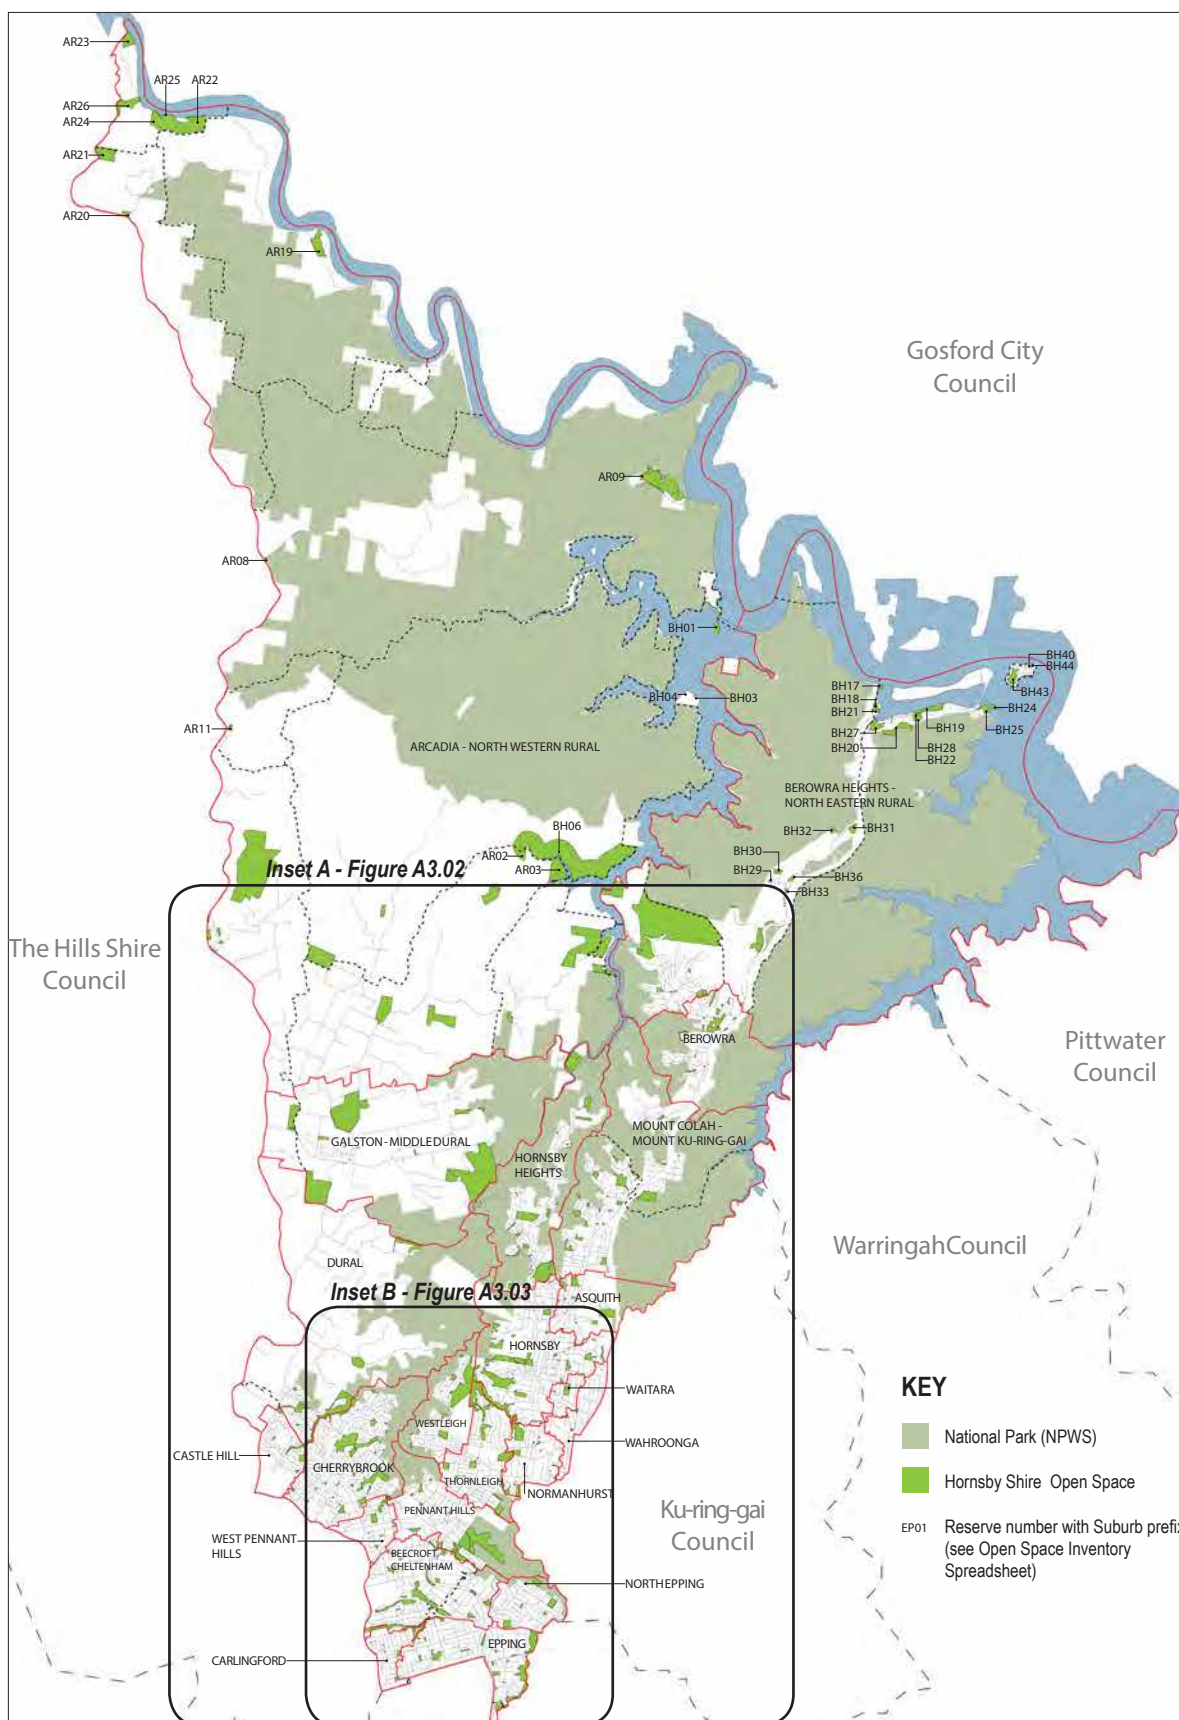 AR23
AR25
AR22
AR26
AR24
AR21
AR20
AR19
Gosford City
Council
AR09
AR08
BH01
BH40
BH44
BH04
BH03
BH17
BH18
BH21
BH43
BH24
BH25
BH19
BH27
BH20
BH28
BH22
AR11
ARCADIA - NORTH WESTERN RURAL
BEROWRA HEIGHTS -
NORTH EASTERN RURAL
BH06
BH32
BH31
AR02
AR03
BH30
BH29
BH36
BH33
Inset A - Figure A3.02
The Hills Shire
Council
BEROWRA
Pittwater
Council
MOUNT COLAH -
MOUNT KU-RING-GAI
GALSTON - MIDDLE DURAL
HORNSBY
HEIGHTS
Warringah Council
DURAL
Inset B - Figure A3.03
ASQUITH
HORNSBY
WAITARA
WESTLEIGH
WAHROONGA
CASTLE HILL
CHERRYBROOK
THORNLEIGH
NORMANHURST
PENNANT HILLS
Ku-ring-gai
Council
WEST PENNANT
HILLS
BEECROFT
CHELTENHAM
NORTH EPPING
EPPING
CARLINGFORD
KEY
National Park (NPWS)
Hornsby Shire Open Space
EP01 Reserve number with Suburb prefix
(see Open Space Inventory
Spreadsheet)